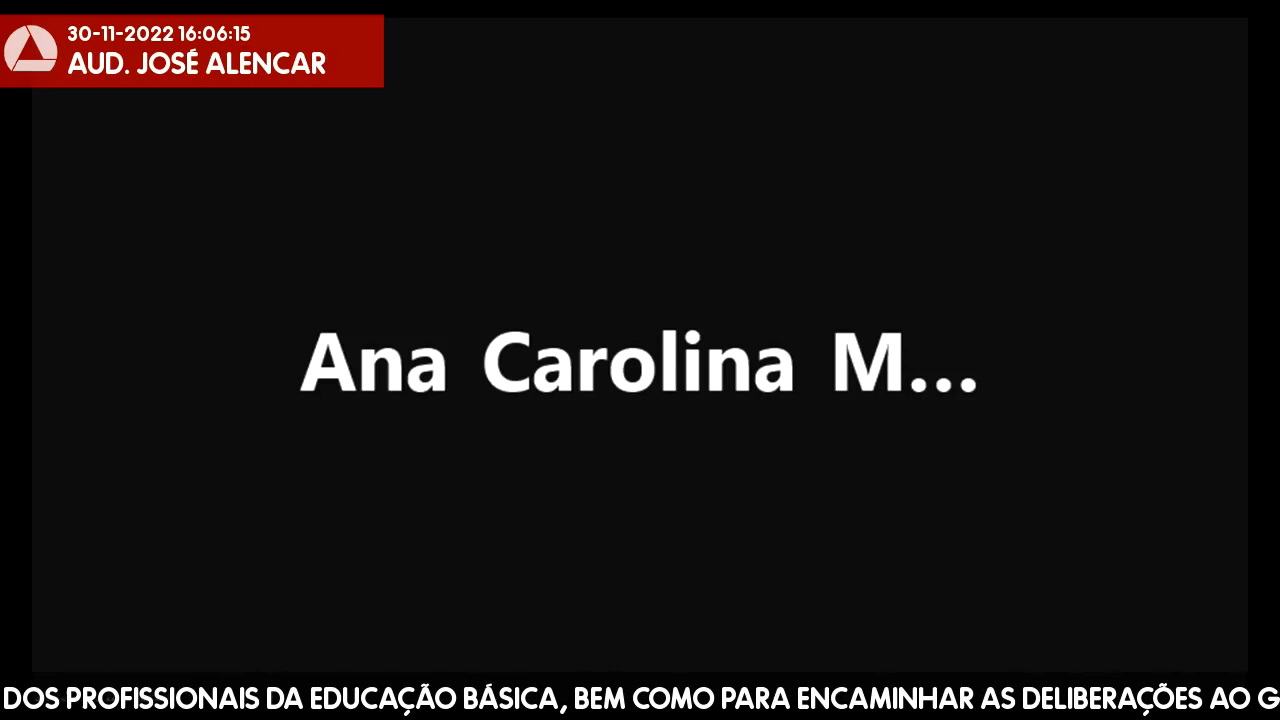 30-11-2022 16:06:15
AUD. JOSÉ ALENCAR
Ana Carolina M...
DOS PROFISSIONAIS DA EDUCAÇÃO BÁSICA, BEM COMO PARA ENCAMINHAR AS DELIBERAÇÕES AO G